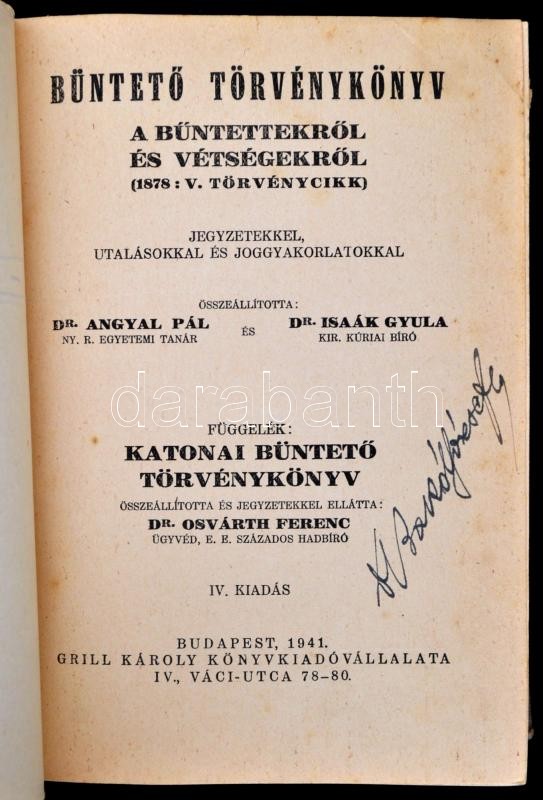 BÜNTETŐ TÖRVÉNYKÖNYV
A BŰNTETTEKRŐL
ÉS VÉTSÉGEKRŐL
(1878: V. TÖRVÉNYCIKK)
JEGYZETEKKEL,
UTALÁSOKKAL ÉS JOGGYAKORLATOKKAL
ÖSSZEÁLLÍTOTTA:
DR. ANGYAL PÁL ÉS DR. ISAÁK GYULA
NY. R. EGYETEMI TANÁR KIR. KÚRIAI BÍRÓ
darabanth
FÜGGELÉK:
KATONAI BÜNTETŐ
TÖRVÉNYKÖNYV
ÖSSZEÁLLÍTOTTA ÉS JEGYZETEKKEL ELLÁTTA:
DR. OSVÁRTH FERENC
ÜGYVÉD, E. E. SZÁZADOS HADBÍRÓ
IV. KIADÁS
BUDAPEST, 1941.
GRILL KÁROLY KÖNYVKIADÓVÁLLALATA
IV., VÁCI-UTCA 78-80.